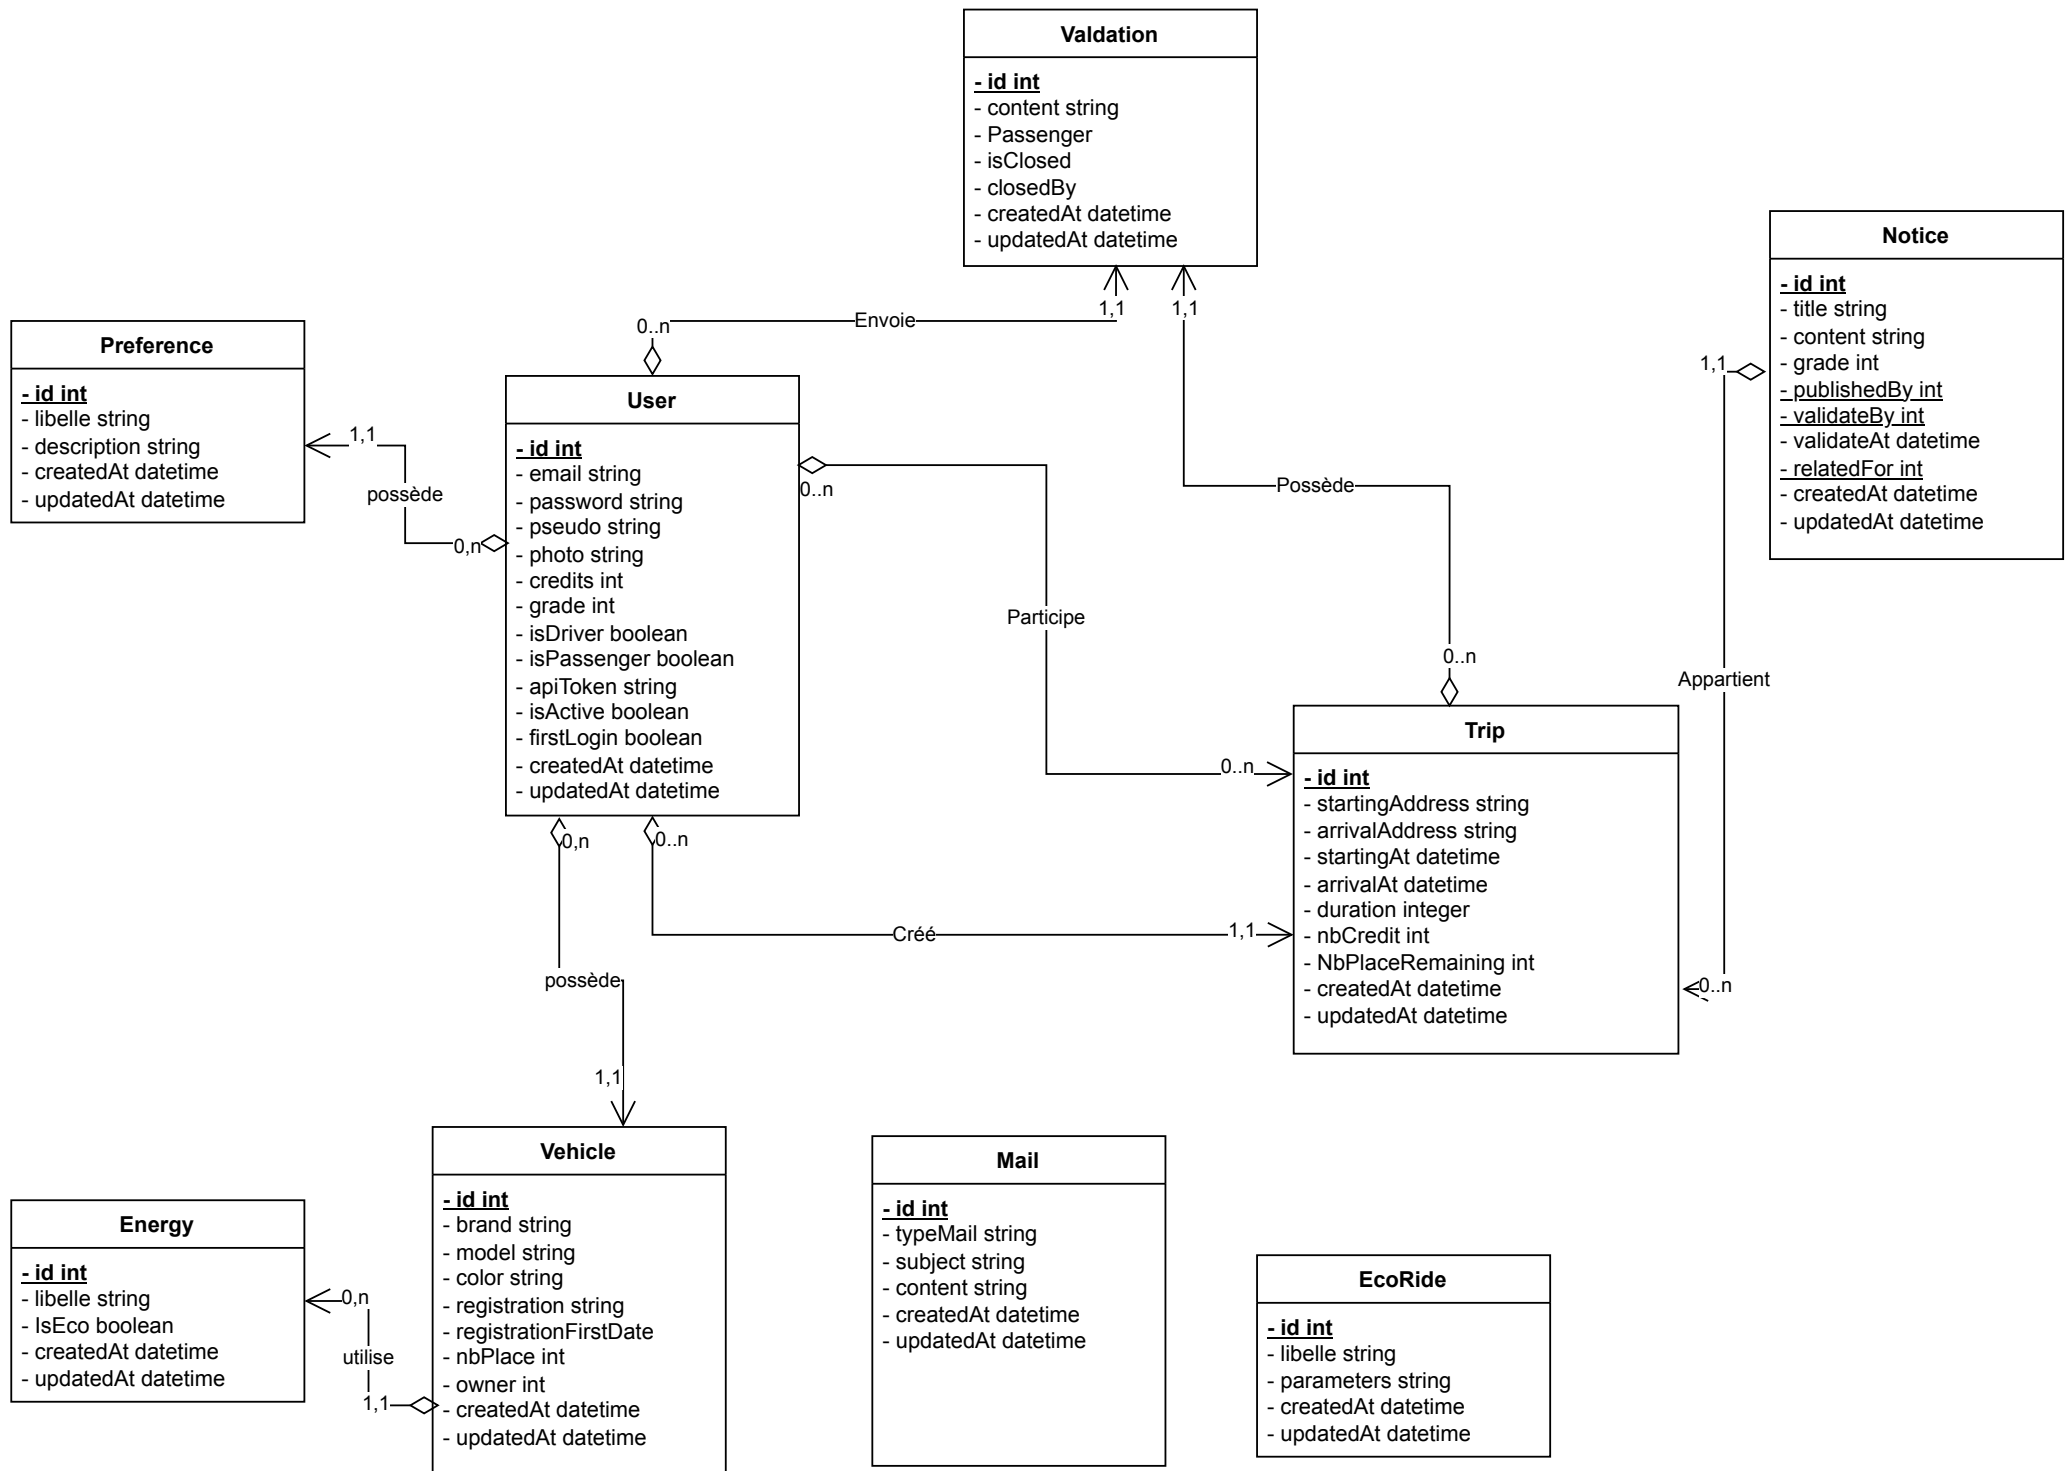 Valdation
- id int
- content string
- Passenger
- isClosed
- closedBy
- createdAt datetime
- updatedAt datetime
Notice
- id int
- title string
- content string
- grade int
- publishedBy int
- validateBy int
- validateAt datetime
- relatedFor int
- createdAt datetime
- updatedAt datetime
1,1
1,1
0..n
Envoie
1,1
Preference
- id int
- libelle string
- description string
- createdAt datetime
- updatedAt datetime
1,1
possède
0,n
User
- id int
- email string
- password string
- pseudo string
- photo string
- credits int
- grade int
- isDriver boolean
- isPassenger boolean
- apiToken string
- isActive boolean
- firstLogin boolean
- createdAt datetime
- updatedAt datetime
0..n
Possède
Participe
0..n
Appartient
Trip
- id int
- startingAddress string
- arrivalAddress string
- startingAt datetime
- arrivalAt datetime
- duration integer
- nbCredit int
- NbPlaceRemaining int
- createdAt datetime
- updatedAt datetime
0..n
0,n
0..n
Créé
1,1
0..n
possède
1,1
Vehicle
- id int
- brand string
- model string
- color string
- registration string
- registrationFirstDate
- nbPlace int
- owner int
- createdAt datetime
- updatedAt datetime
Mail
- id int
- typeMail string
- subject string
- content string
- createdAt datetime
- updatedAt datetime
Energy
- id int
- libelle string
- IsEco boolean
- createdAt datetime
- updatedAt datetime
0,n
utilise
1,1
EcoRide
- id int
- libelle string
- parameters string
- createdAt datetime
- updatedAt datetime